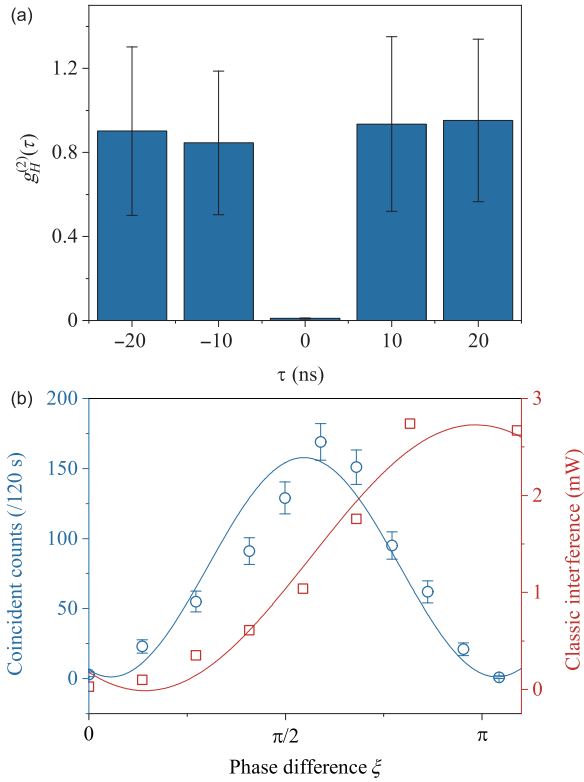 (a)
1.2
0.8
0.4
0
g_H^(2)(τ)
−20 −10 0 10 20
τ (ns)
(b)
200
150
100
50
0
Coincident counts (/120 s)
3
2
1
0
Classic interference (mW)
0 π/2 π
Phase difference ξ